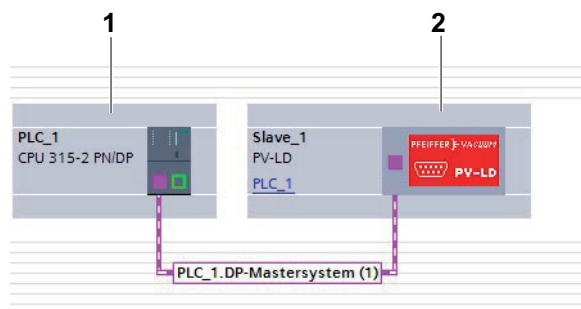 1
2
PLC_1
CPU 315-2 PN/DP
Slave_1
PV-LD
PLC_1
PFEIFFER VACUUM
PV-LD
PLC_1.DP-Mastersystem (1)